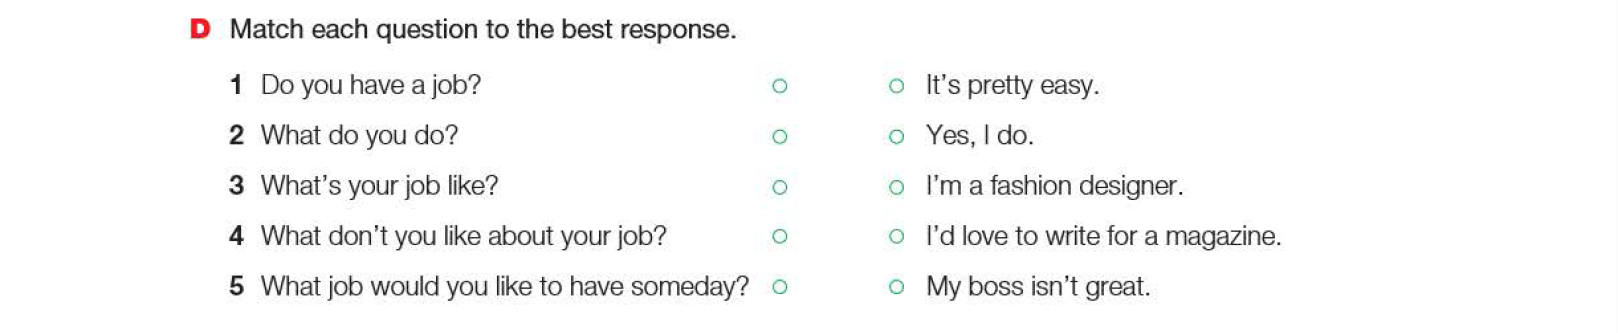 D Match each question to the best response.
1 Do you have a job? It's pretty easy.
2 What do you do? Yes, I do.
3 What's your job like? I'm a fashion designer.
4 What don't you like about your job? I'd love to write for a magazine.
5 What job would you like to have someday? My boss isn't great.